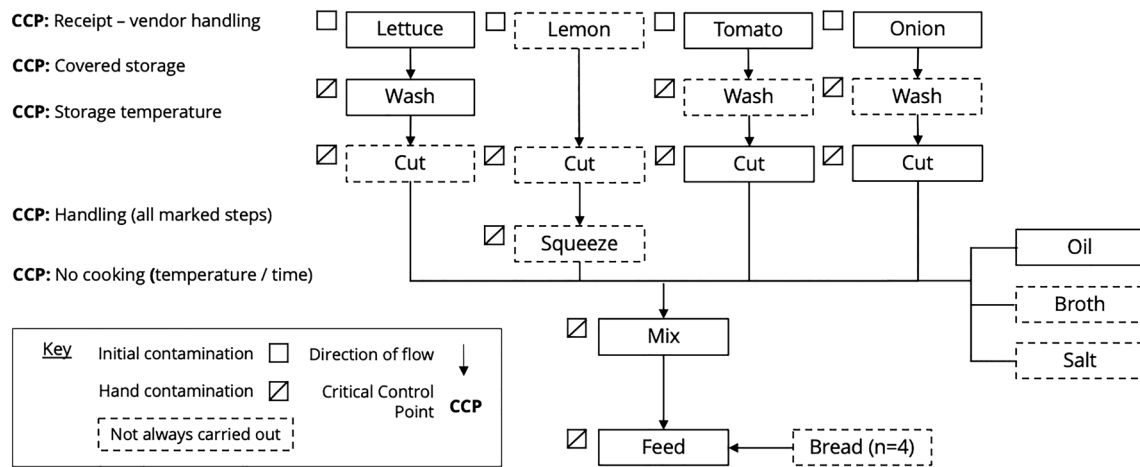 CCP: Receipt – vendor handling
Lettuce
Lemon
Tomato
Onion
CCP: Covered storage
Wash
Wash
Wash
CCP: Storage temperature
Cut
Cut
Cut
Cut
CCP: Handling (all marked steps)
Squeeze
Oil
CCP: No cooking (temperature / time)
Broth
Mix
Salt
Key
Initial contamination
Direction of flow
Hand contamination
Critical Control
Point
CCP
Not always carried out
Feed
Bread (n=4)